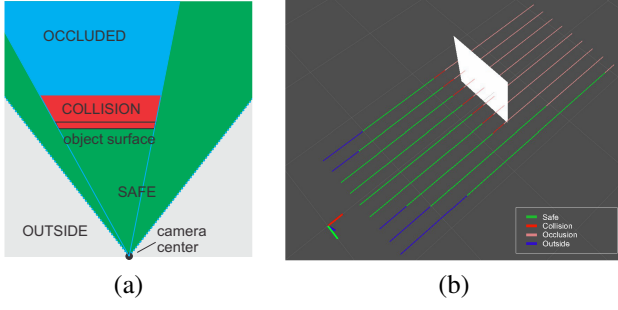 OCCLUDED
COLLISION
object surface
SAFE
OUTSIDE
camera
center
Safe
Collision
Occlusion
Outside
(a)
(b)